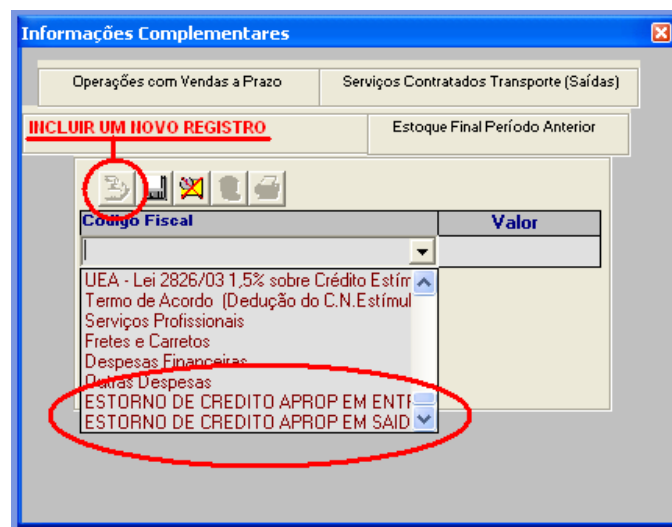 Informações Complementares
Operações com Vendas a Prazo
Serviços Contratados Transporte (Saídas)
INCLUIR UM NOVO REGISTRO
Estoque Final Período Anterior
Código Fiscal
Valor
UEA - Lei 2826/03 1,5% sobre Crédito Estím
Termo de Acordo (Dedução do C.N.Estímul
Serviços Profissionais
Fretes e Carretos
Despesas Financeiras
Outras Despesas
ESTORNO DE CREDITO APROP EM ENTR
ESTORNO DE CREDITO APROP EM SAID